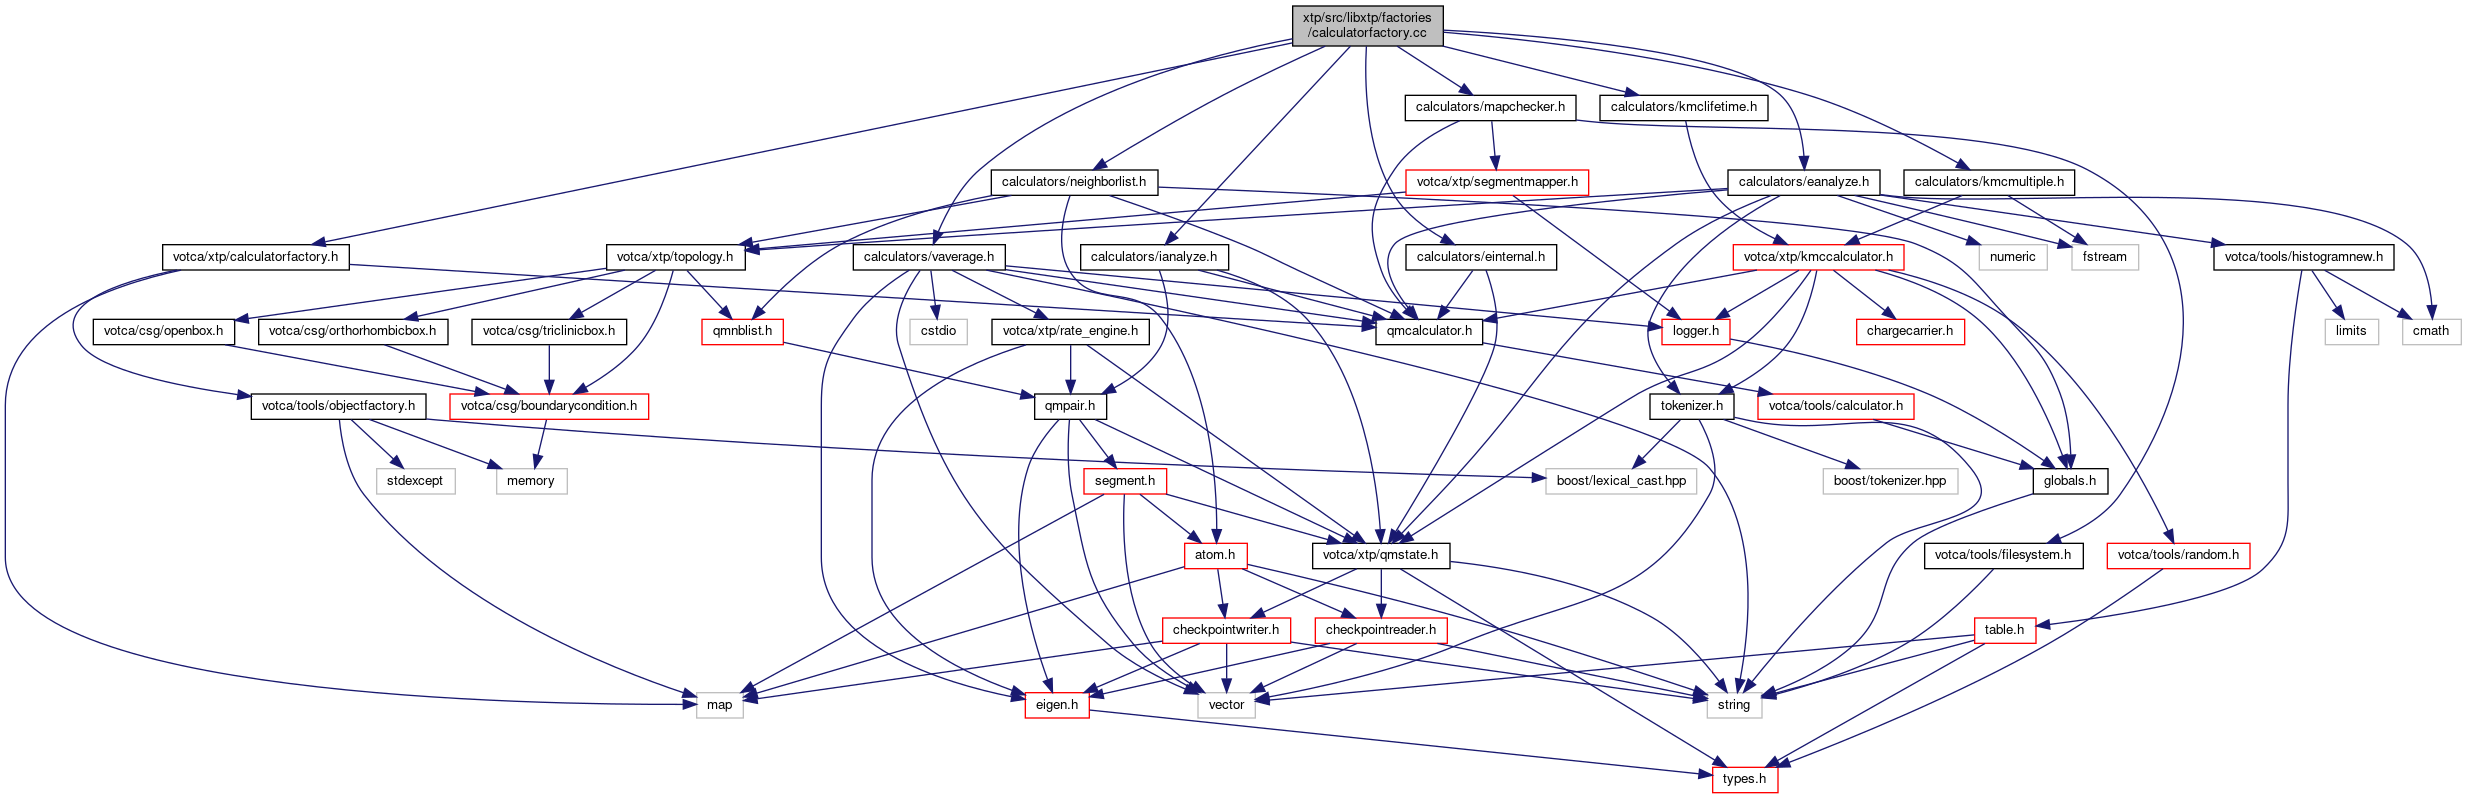 xtp/src/libxtp/factories
/calculatorfactory.cc
calculators/mapchecker.h
calculators/kmclifetime.h
calculators/neighborlist.h
votca/xtp/segmentmapper.h
calculators/eanalyze.h
calculators/kmcmultiple.h
votca/xtp/calculatorfactory.h
votca/xtp/topology.h
calculators/vaverage.h
calculators/ianalyze.h
calculators/einternal.h
votca/xtp/kmccalculator.h
numeric
fstream
votca/tools/histogramnew.h
votca/csg/openbox.h
votca/csg/orthorhombicbox.h
votca/csg/triclinicbox.h
qmnblist.h
cstdio
votca/xtp/rate_engine.h
qmcalculator.h
logger.h
chargecarrier.h
limits
cmath
votca/tools/objectfactory.h
votca/csg/boundarycondition.h
qmpair.h
tokenizer.h
votca/tools/calculator.h
stdexcept
memory
segment.h
boost/lexical_cast.hpp
boost/tokenizer.hpp
globals.h
atom.h
votca/xtp/qmstate.h
votca/tools/filesystem.h
votca/tools/random.h
checkpointwriter.h
checkpointreader.h
table.h
map
eigen.h
vector
string
types.h